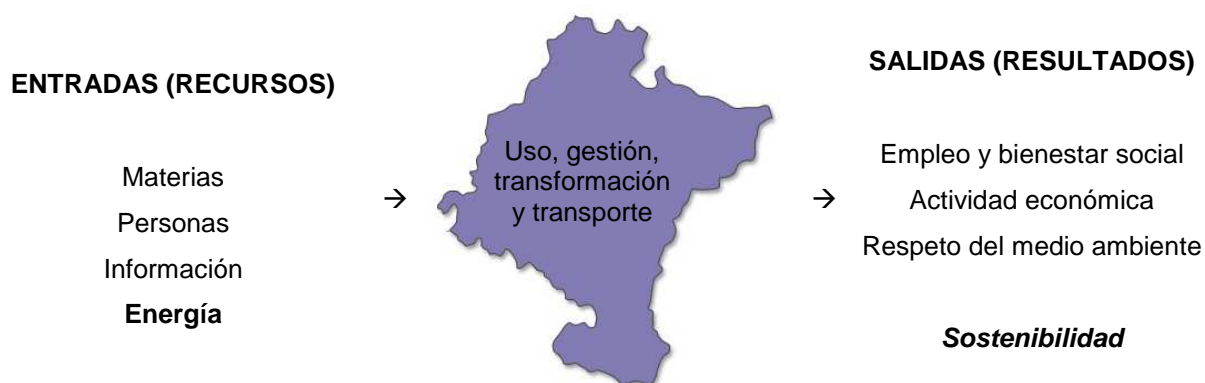 ENTRADAS (RECURSOS)
Materias
Personas
Información
Energía
→
Uso, gestión,
transformación
y transporte
→
SALIDAS (RESULTADOS)
Empleo y bienestar social
Actividad económica
Respeto del medio ambiente
Sostenibilidad